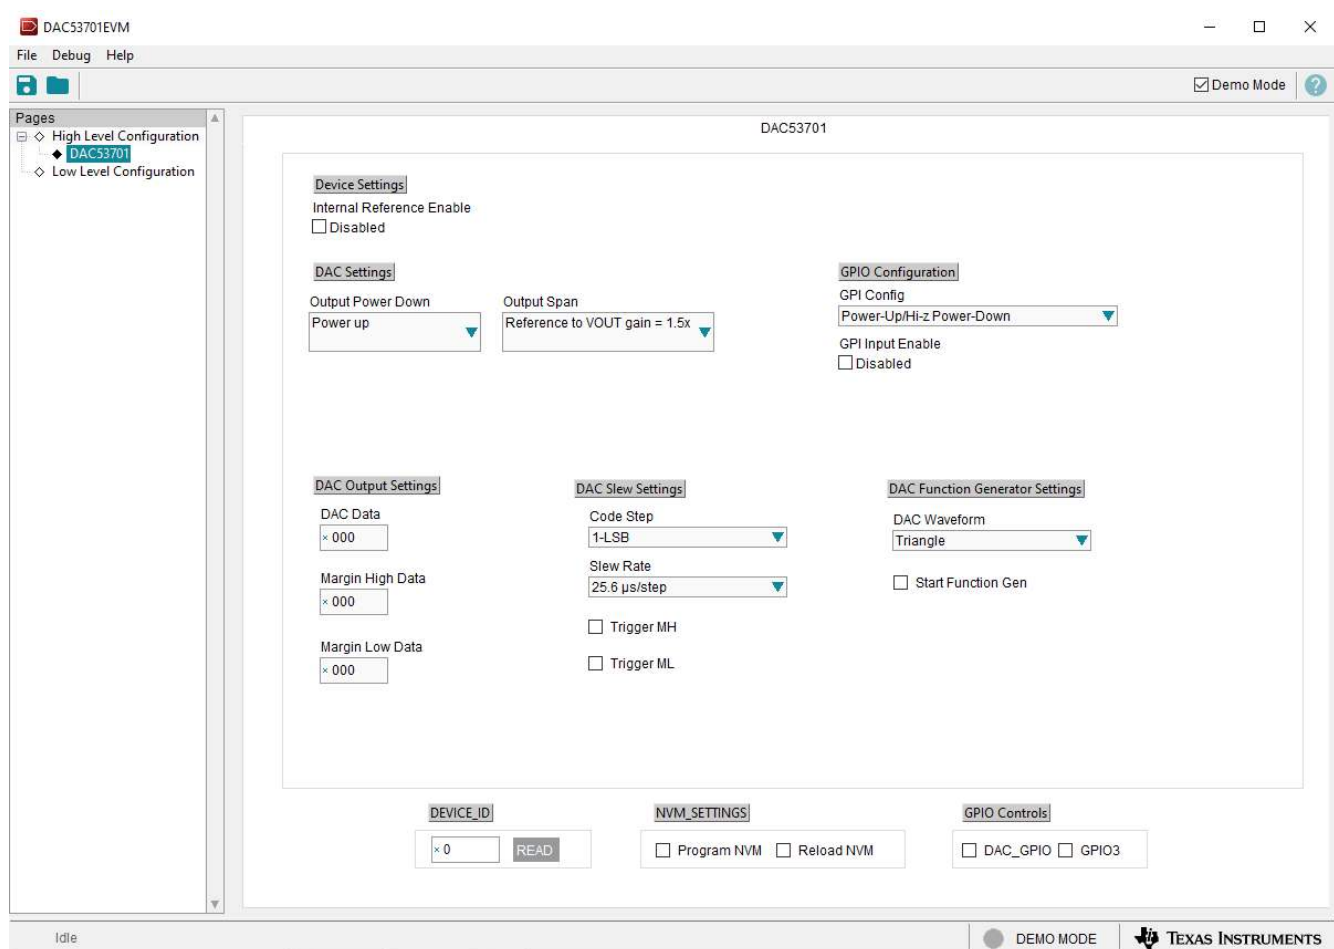 DAC53701EVM
File Debug Help
Demo Mode
?
Pages
High Level Configuration
DAC53701
Low Level Configuration
DAC53701
Device Settings
Internal Reference Enable
Disabled
DAC Settings
Output Power Down
Power up
Output Span
Reference to VOUT gain = 1.5x
GPIO Configuration
GPI Config
Power-Up/Hi-z Power-Down
GPI Input Enable
Disabled
DAC Output Settings
DAC Data
× 000
Margin High Data
× 000
Margin Low Data
× 000
DAC Slew Settings
Code Step
1-LSB
Slew Rate
25.6 µs/step
Trigger MH
Trigger ML
DAC Function Generator Settings
DAC Waveform
Triangle
Start Function Gen
DEVICE_ID
× 0 READ
NVM_SETTINGS
Program NVM Reload NVM
GPIO Controls
DAC_GPIO GPIO3
Idle
DEMO MODE
TEXAS INSTRUMENTS